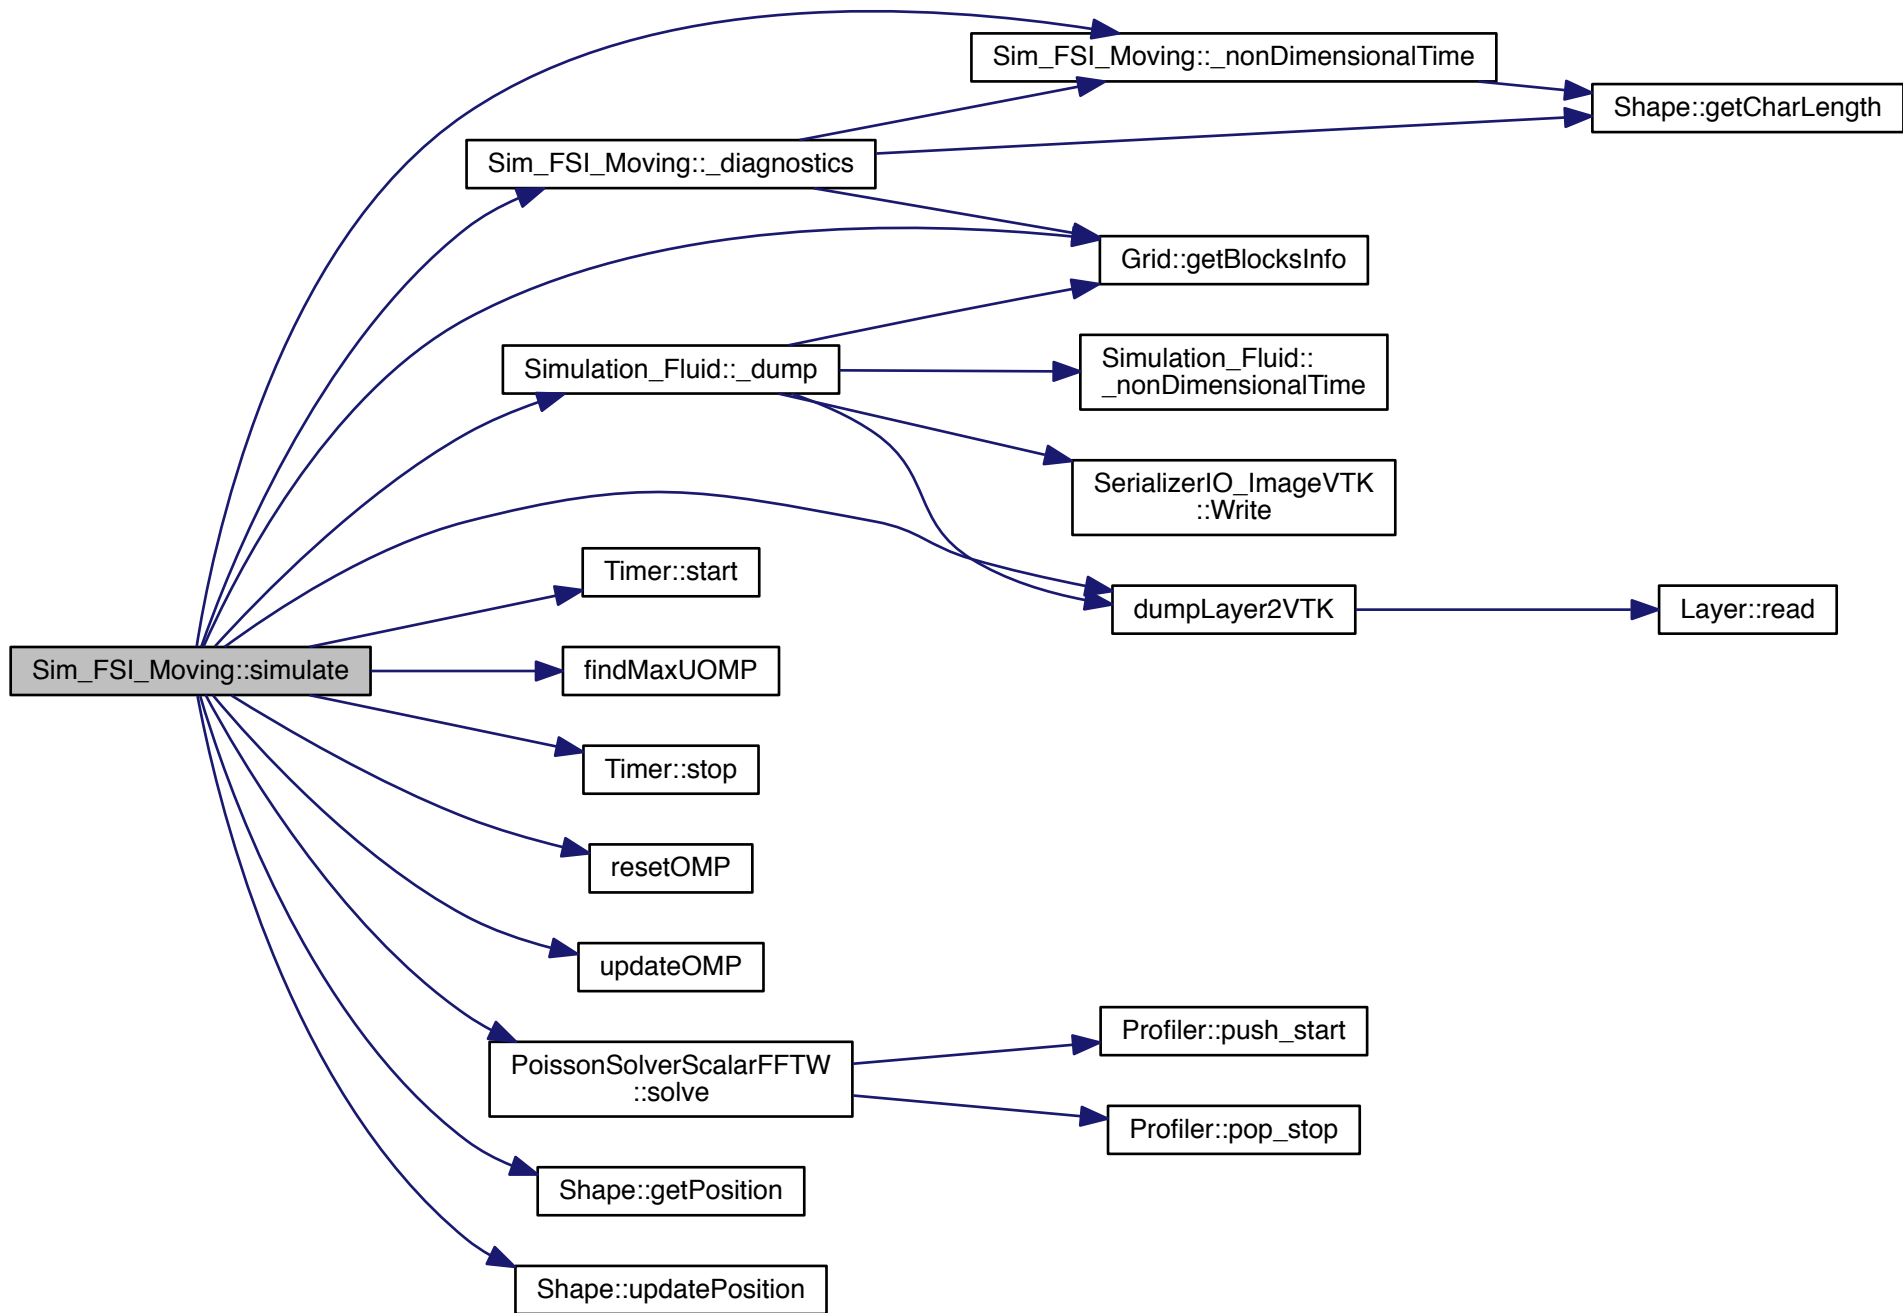 Sim_FSI_Moving::_nonDimensionalTime
Shape::getCharLength
Sim_FSI_Moving::_diagnostics
Grid::getBlocksInfo
Simulation_Fluid::_dump
Simulation_Fluid::
_nonDimensionalTime
SerializerIO_ImageVTK
::Write
Timer::start
dumpLayer2VTK
Layer::read
Sim_FSI_Moving::simulate
findMaxUOMP
Timer::stop
resetOMP
updateOMP
PoissonSolverScalarFFTW
::solve
Profiler::push_start
Profiler::pop_stop
Shape::getPosition
Shape::updatePosition